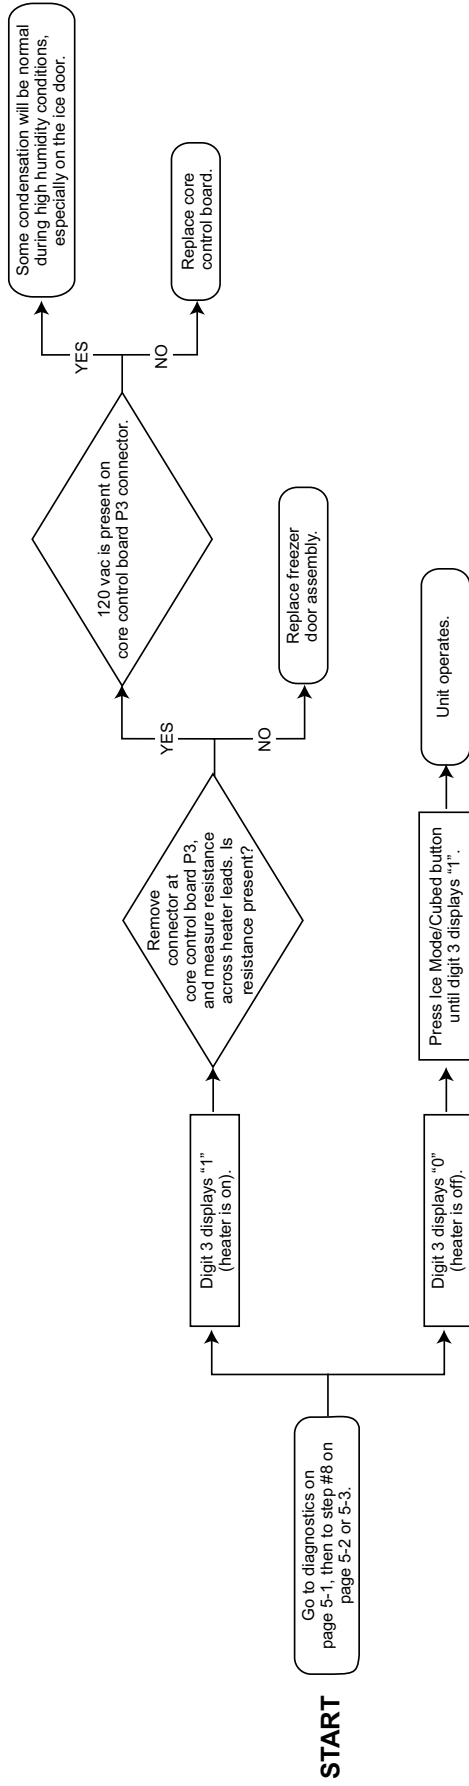 START
Go to diagnostics on
page 5-1, then to step #8 on
page 5-2 or 5-3.
Digit 3 displays “1”
(heater is on).
Remove
connector at
core control board P3,
and measure resistance
across heater leads. Is
resistance present?
YES
NO
120 vac is present on
core control board P3 connector.
YES
NO
Some condensation will be normal
during high humidity conditions,
especially on the ice door.
Replace core
control board.
Replace freezer
door assembly.
Digit 3 displays “0”
(heater is off).
Press Ice Mode/Cubed button
until digit 3 displays “1”.
Unit operates.